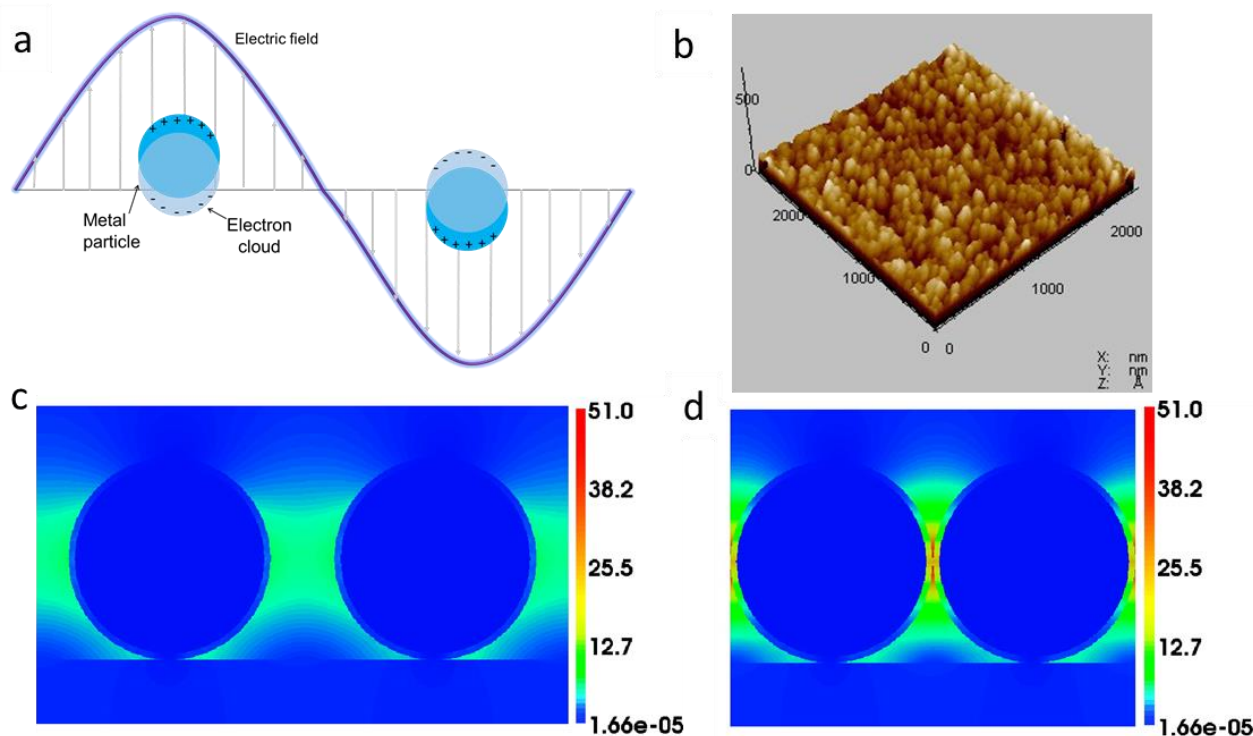 a
Electric field
+ + + + + +
Metal
particle
- - - - -
Electron
cloud
- - - - -
+ + + + + +
b
500
0
2000
1000
0 0
1000
2000
X: nm
Y: nm
Z: Å
c
51.0
38.2
25.5
12.7
1.66e-05
d
51.0
38.2
25.5
12.7
1.66e-05